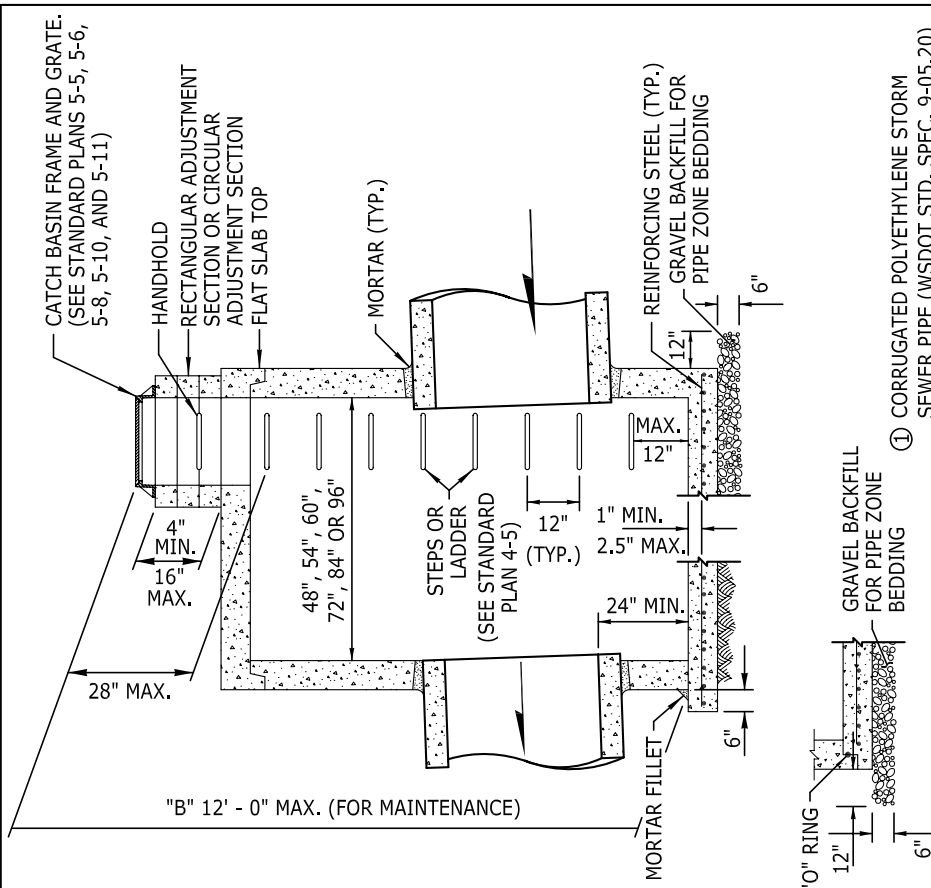 CATCH BASIN FRAME AND GRATE.
(SEE STANDARD PLANS 5-5, 5-6,
5-8, 5-10, AND 5-11)
HANDHOLD
RECTANGULAR ADJUSTMENT
SECTION OR CIRCULAR
ADJUSTMENT SECTION
FLAT SLAB TOP
MORTAR (TYP.)
REINFORCING STEEL (TYP.)
GRAVEL BACKFILL FOR
PIPE ZONE BEDDING
4"
MIN.
16"
MAX.
28" MAX.
48", 54", 60",
72", 84" OR 96"
STEPS OR
LADDER
(SEE STANDARD
PLAN 4-5)
12"
(TYP.)
MAX.
12"
12"
6"
1" MIN.
2.5" MAX.
24" MIN.
"B" 12' - 0" MAX. (FOR MAINTENANCE)
MORTAR FILLET
6"
GRAVEL BACKFILL
FOR PIPE ZONE
BEDDING
"O" RING
12"
6"
① CORRUGATED POLYETHYLENE STORM
SEWER PIPE (WSDOT STD. SPEC. 9-05.20)